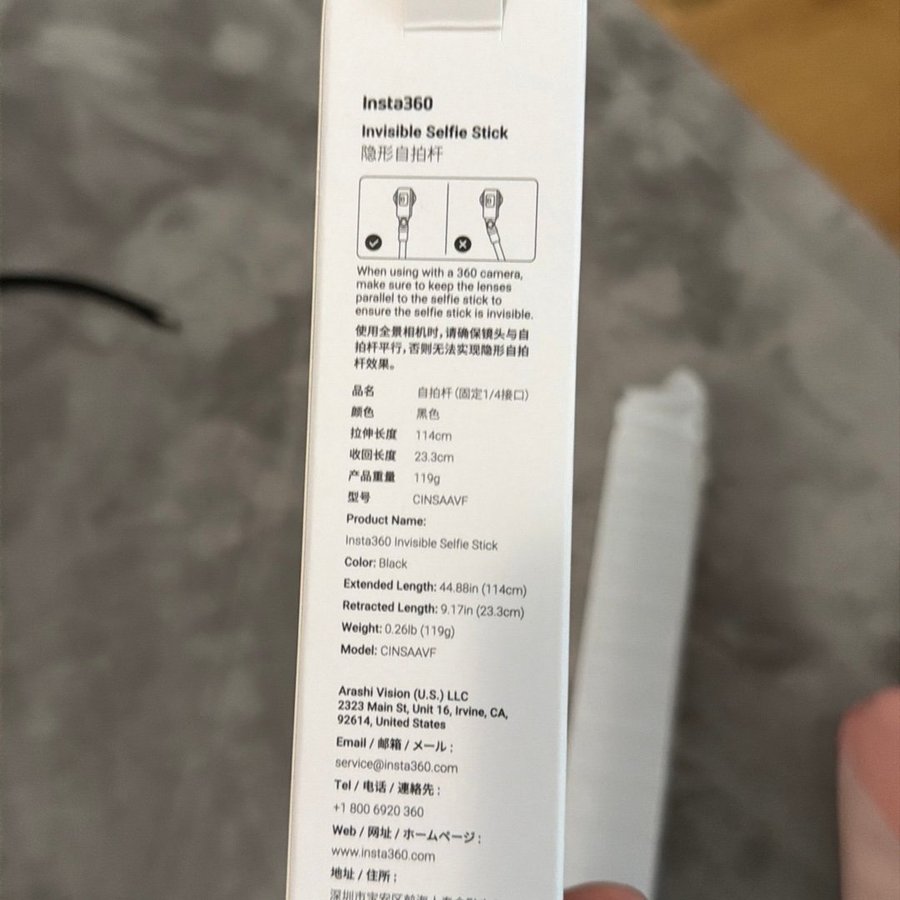 Insta360
Invisible Selfie Stick
隐形自拍杆
When using with a 360 camera,
make sure to keep the lenses
parallel to the selfie stick to
ensure the selfie stick is invisible.
使用全景相机时,请确保镜头与自
拍杆平行,否则无法实现隐形自拍
杆效果。
品名 自拍杆(固定1/4接口)
颜色 黑色
拉伸长度 114cm
收回长度 23.3cm
产品重量 119g
型号 CINSAAVF
Product Name:
Insta360 Invisible Selfie Stick
Color: Black
Extended Length: 44.88in (114cm)
Retracted Length: 9.17in (23.3cm)
Weight: 0.26lb (119g)
Model: CINSAAVF
Arashi Vision (U.S.) LLC
2323 Main St, Unit 16, Irvine, CA,
92614, United States
Email / 邮箱 / メール:
service@insta360.com
Tel / 电话 / 連絡先:
+1 800 6920 360
Web / 网址 / ホームページ:
www.insta360.com
地址 / 住所:
深圳市宝安区